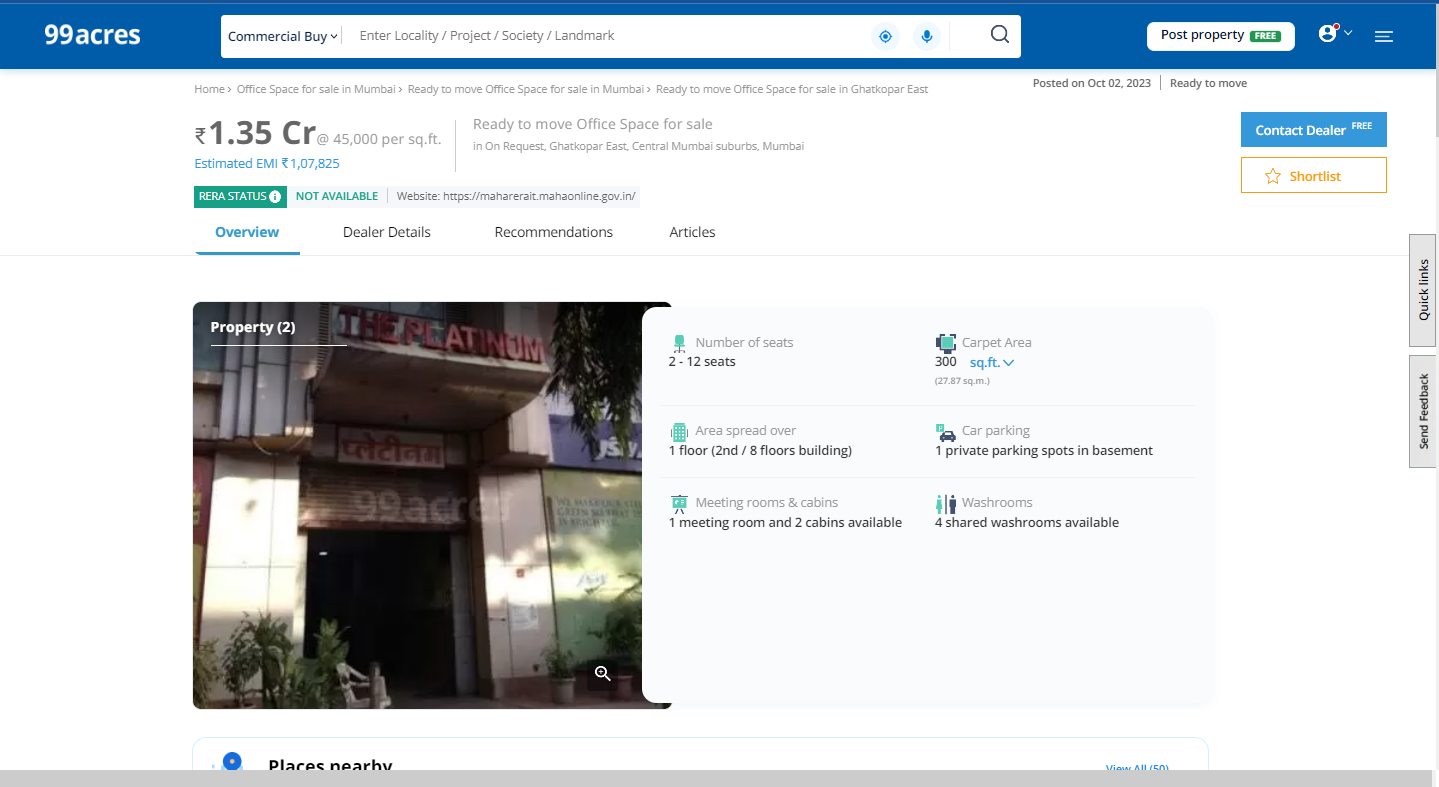 99acres
Commercial Buy
Enter Locality / Project / Society / Landmark
Post property FREE
Home › Office Space for sale in Mumbai › Ready to move Office Space for sale in Mumbai › Ready to move Office Space for sale in Ghatkopar East
Posted on Oct 02, 2023 | Ready to move
₹1.35 Cr @ 45,000 per sq.ft.
Estimated EMI ₹1,07,825
Ready to move Office Space for sale
in On Request, Ghatkopar East, Central Mumbai suburbs, Mumbai
Contact Dealer FREE
Shortlist
RERA STATUS NOT AVAILABLE
Website: https://maharerait.mahaonline.gov.in/
Overview
Dealer Details
Recommendations
Articles
Quick links
Send Feedback
Property (2)
THE PLATINUM
प्लेटीनम
99acres
Number of seats
2 - 12 seats
Carpet Area
300 sq.ft.
(27.87 sq.m.)
Area spread over
1 floor (2nd / 8 floors building)
Car parking
1 private parking spots in basement
Meeting rooms & cabins
1 meeting room and 2 cabins available
Washrooms
4 shared washrooms available
Places nearby
View All (50)